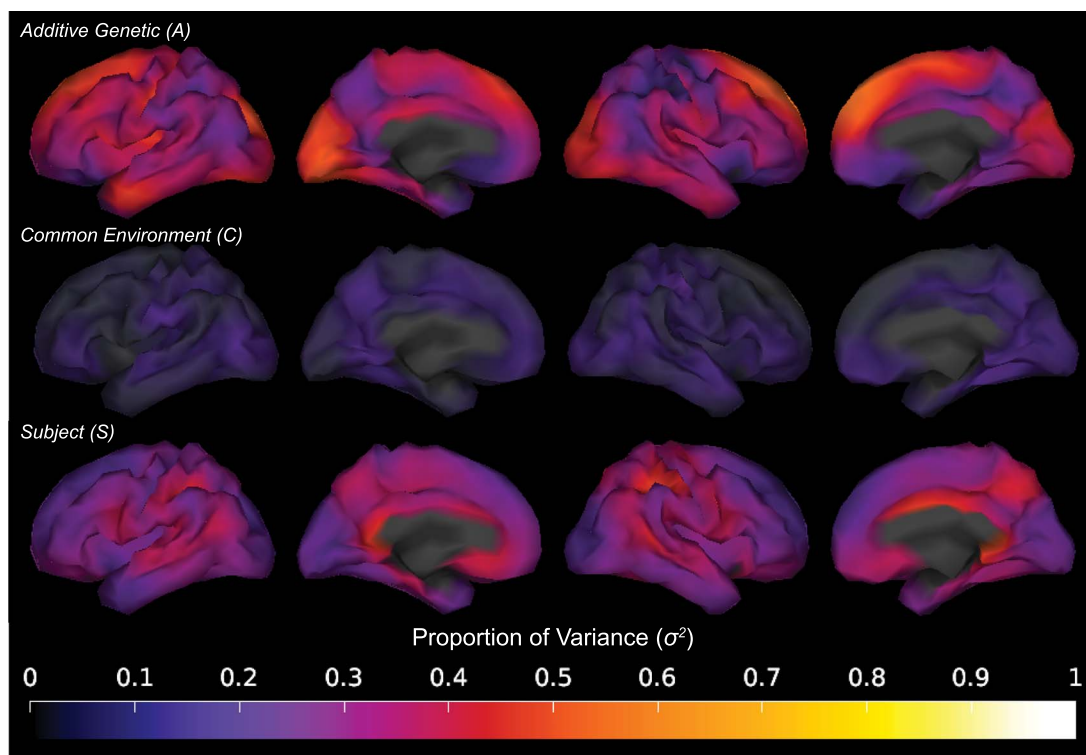 Additive Genetic (A)
Common Environment (C)
Subject (S)
Proportion of Variance (σ²)
0 0.1 0.2 0.3 0.4 0.5 0.6 0.7 0.8 0.9 1